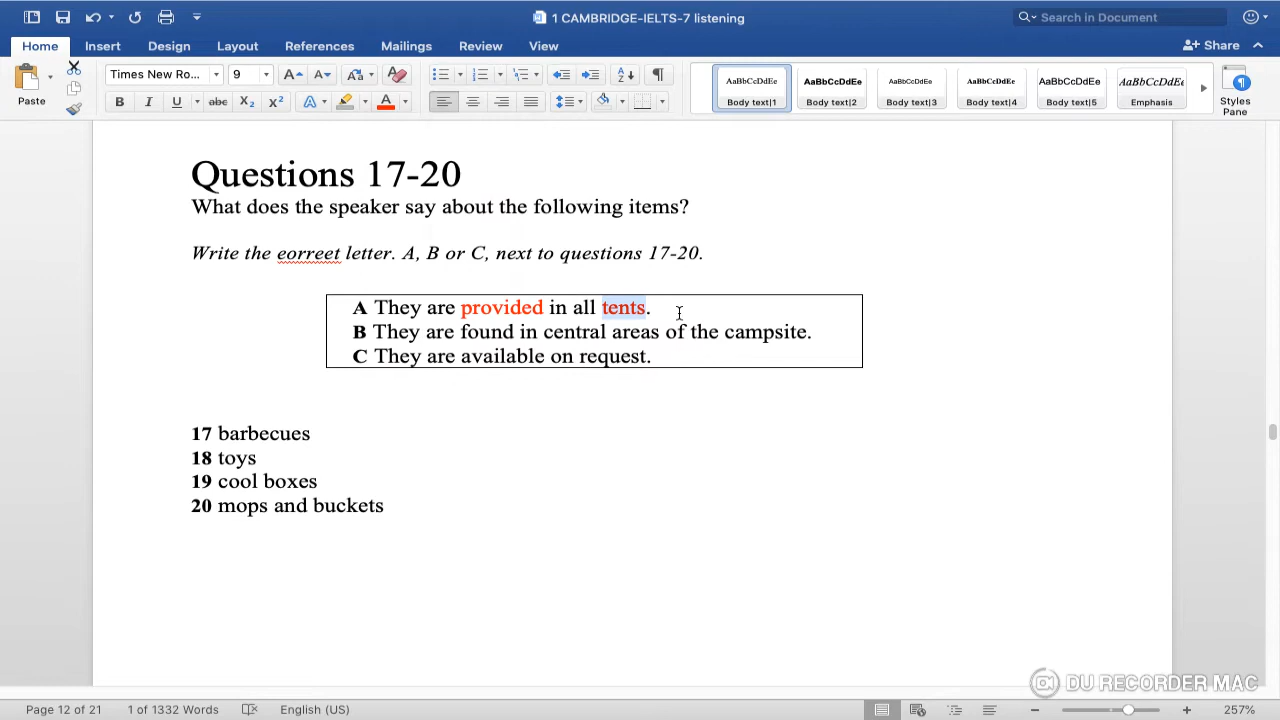 1 CAMBRIDGE-IELTS-7 listening
Search in Document
Home Insert Design Layout References Mailings Review View Share
Times New Ro... 9
Paste
AaBbCcDdEe AaBbCcDdE AaBbCcDdEe AaBbCcDdEe AaBbCcDdE AaBbCcDdEe
Body text|1 Body text|2 Body text|3 Body text|4 Body text|5 Emphasis
Styles
Pane
Questions 17-20
What does the speaker say about the following items?
Write the eorreet letter. A, B or C, next to questions 17-20.
A They are provided in all tents.
B They are found in central areas of the campsite.
C They are available on request.
17 barbecues
18 toys
19 cool boxes
20 mops and buckets
DU RECORDER MAC
Page 12 of 21 1 of 1332 Words English (US) 257%